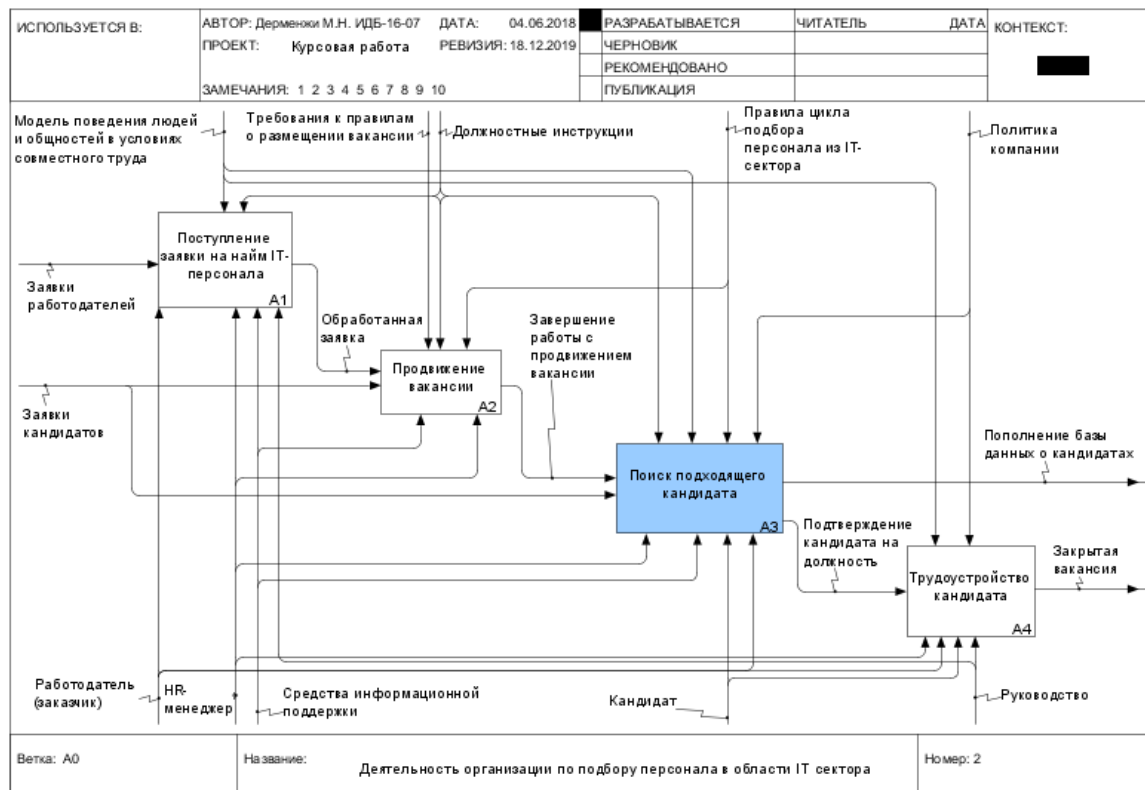 ИСПОЛЬЗУЕТСЯ В:
АВТОР: Дерменжи М.Н. ИДБ-16-07 ДАТА: 04.06.2018
ПРОЕКТ: Курсовая работа РЕВИЗИЯ: 18.12.2019
ЗАМЕЧАНИЯ: 1 2 3 4 5 6 7 8 9 10
РАЗРАБАТЫВАЕТСЯ
ЧЕРНОВИК
РЕКОМЕНДОВАНО
ПУБЛИКАЦИЯ
ЧИТАТЕЛЬ ДАТА
КОНТЕКСТ:
Модель поведения людей
и общностей в условиях
совместного труда
Требования к правилам
о размещении вакансии
Должностные инструкции
Правила цикла
подбора
персонала из IT-
сектора
Политика
компании
Поступление
заявки на найм IT-
персонала
A1
Заявки
работодателей
Обработанная
заявка
Завершение
работы с
продвижением
вакансии
Продвижение
вакансии
A2
Заявки
кандидатов
Поиск подходящего
кандидата
A3
Пополнение базы
данных о кандидатах
Подтверждение
кандидата на
должность
Закрытая
вакансия
Трудоустройство
кандидата
A4
Работодатель
(заказчик)
HR-
менеджер
Средства информационной
поддержки
Кандидат
Руководство
Ветка: A0
Название:
Деятельность организации по подбору персонала в области IT сектора
Номер: 2